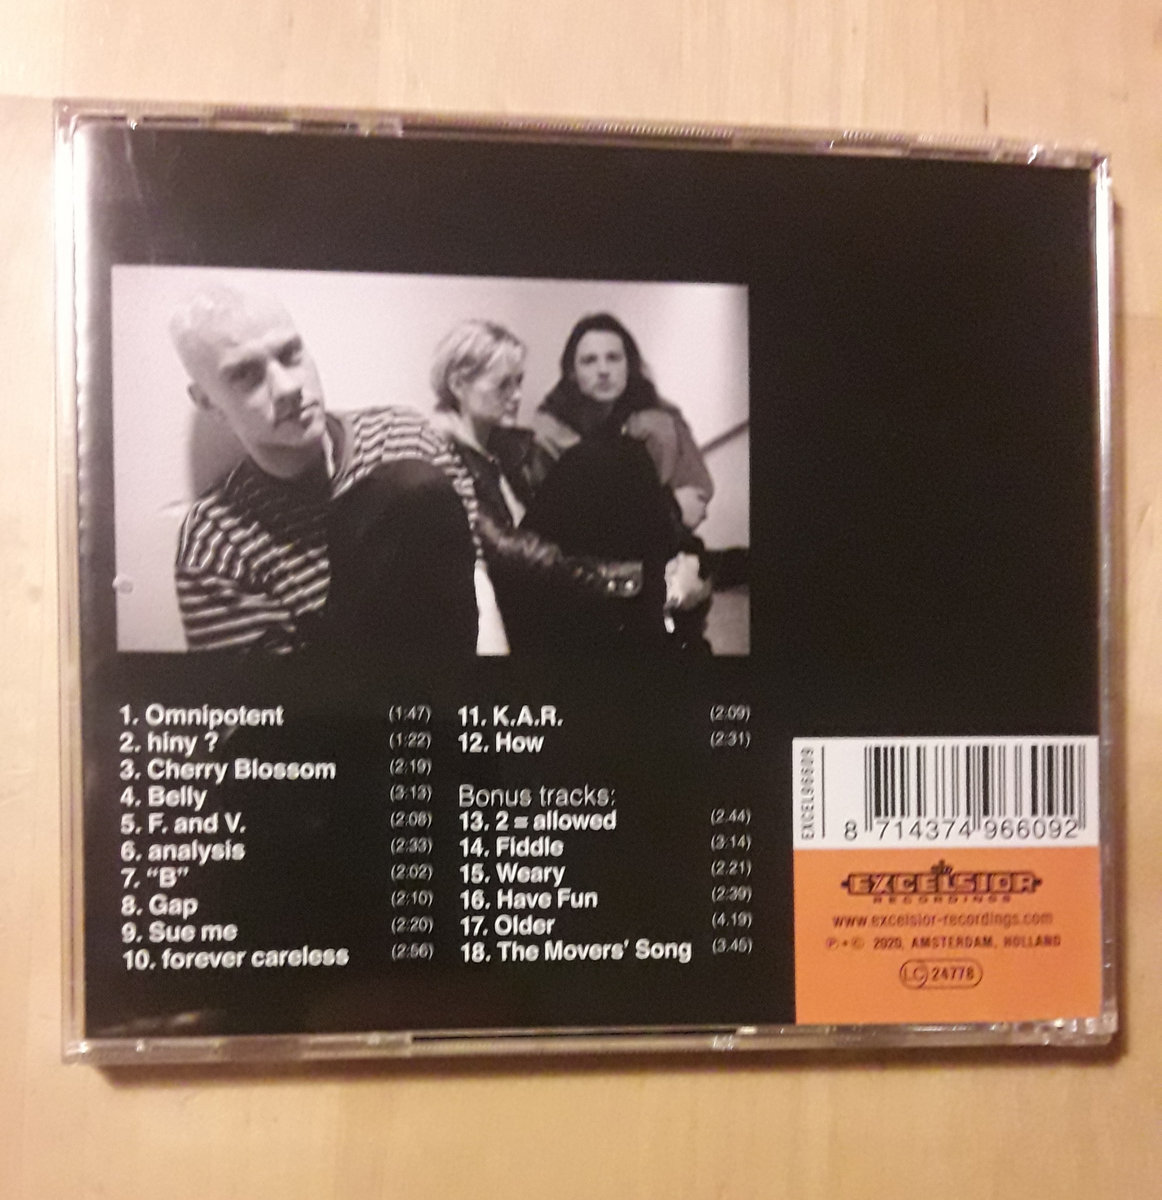 1. Omnipotent (1:47)
2. hiny ? (1:22)
3. Cherry Blossom (2:19)
4. Belly (3:13)
5. F. and V. (2:08)
6. analysis (2:33)
7. “B” (2:02)
8. Gap (2:10)
9. Sue me (2:20)
10. forever careless (2:56)
11. K.A.R. (2:09)
12. How (2:31)
Bonus tracks:
13. 2 = allowed (2.44)
14. Fiddle (3:14)
15. Weary (2.21)
16. Have Fun (2:39)
17. Older (4.19)
18. The Movers’ Song (3.45)
EXCEL96609
8 714374 966092
EXCELSIOR
RECORDINGS
www.excelsior-recordings.com
℗ + © 2020, AMSTERDAM, HOLLAND
LC 24778